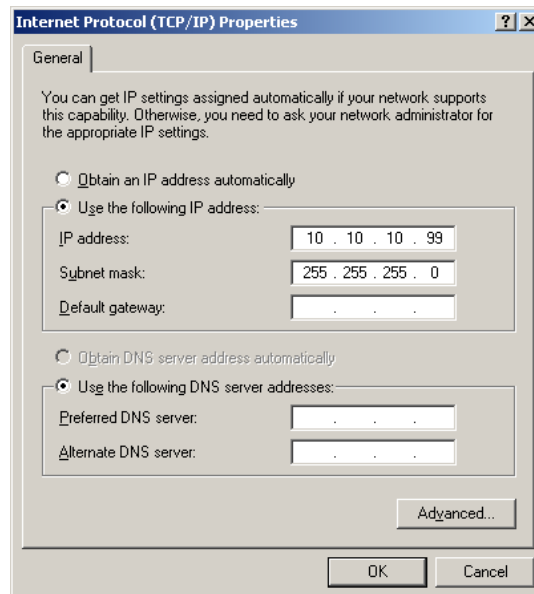 Internet Protocol (TCP/IP) Properties
General
You can get IP settings assigned automatically if your network supports
this capability. Otherwise, you need to ask your network administrator for
the appropriate IP settings.
Obtain an IP address automatically
Use the following IP address:
IP address: 10 . 10 . 10 . 99
Subnet mask: 255 . 255 . 255 . 0
Default gateway: . . .
Obtain DNS server address automatically
Use the following DNS server addresses:
Preferred DNS server: . . .
Alternate DNS server: . . .
Advanced...
OK Cancel